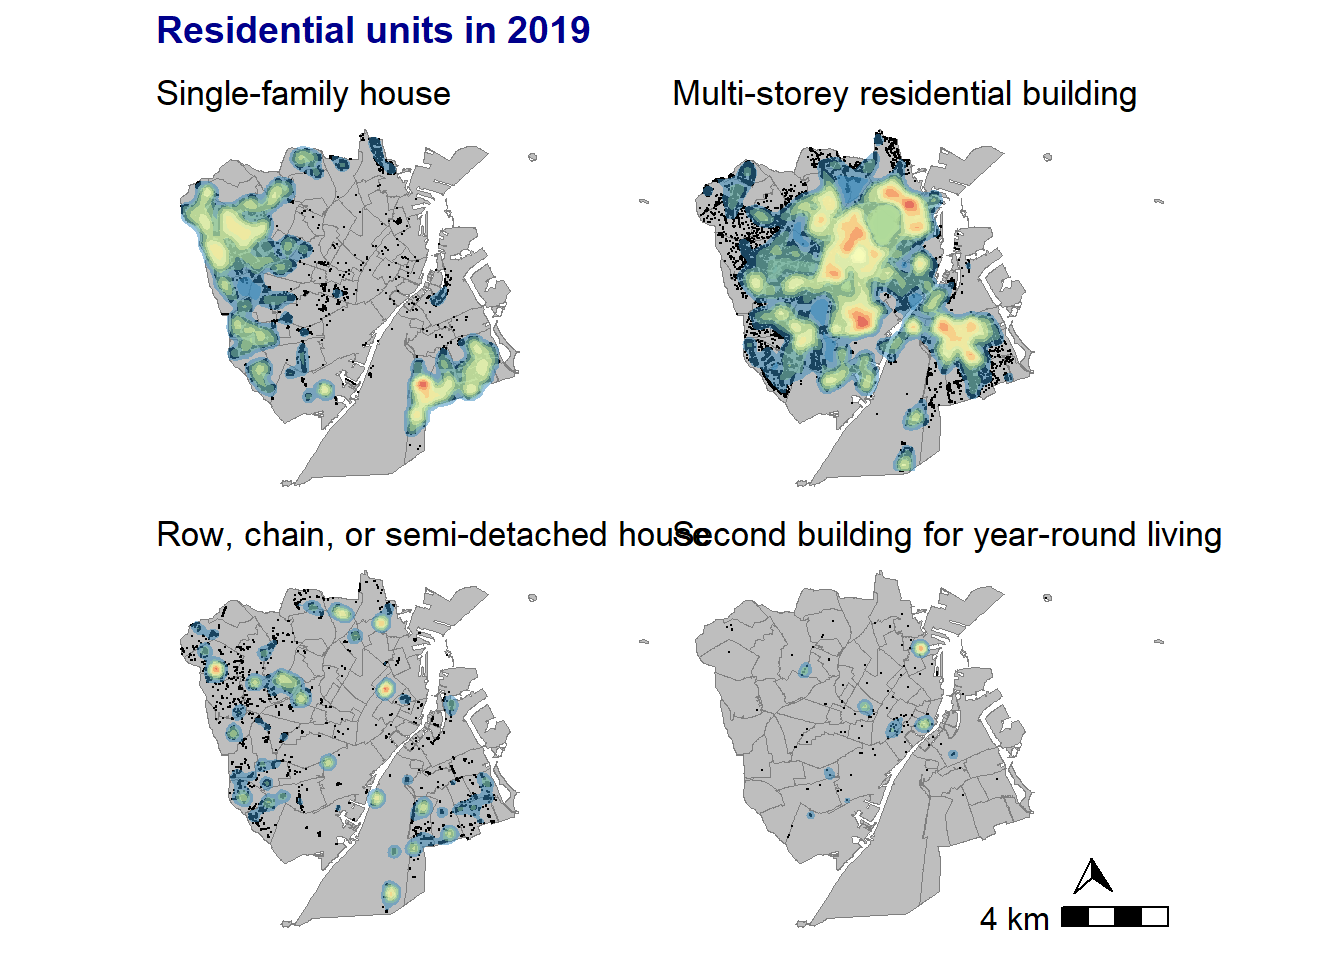 Residential units in 2019
Single-family house
Multi-storey residential building
Row, chain, or semi-detached house
Second building for year-round living
4 km